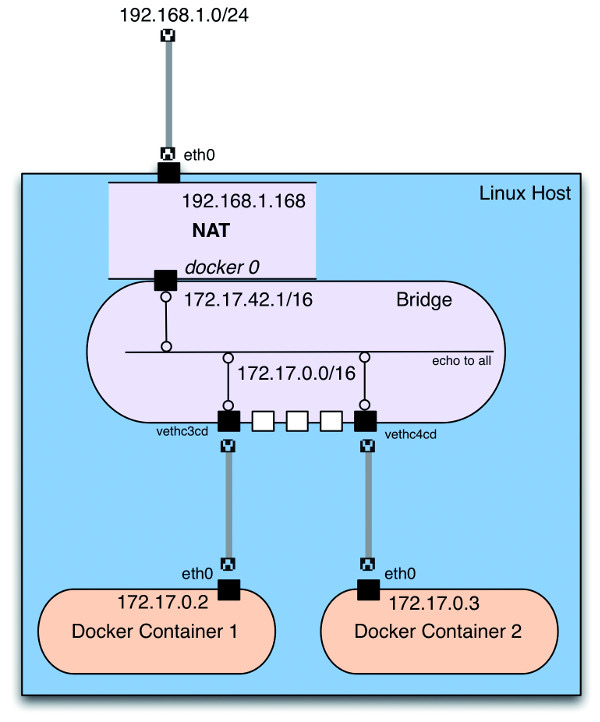 192.168.1.0/24
eth0
Linux Host
192.168.1.168
NAT
docker 0
172.17.42.1/16
Bridge
echo to all
172.17.0.0/16
vethc3cd
vethc4cd
eth0
eth0
172.17.0.2
172.17.0.3
Docker Container 1
Docker Container 2